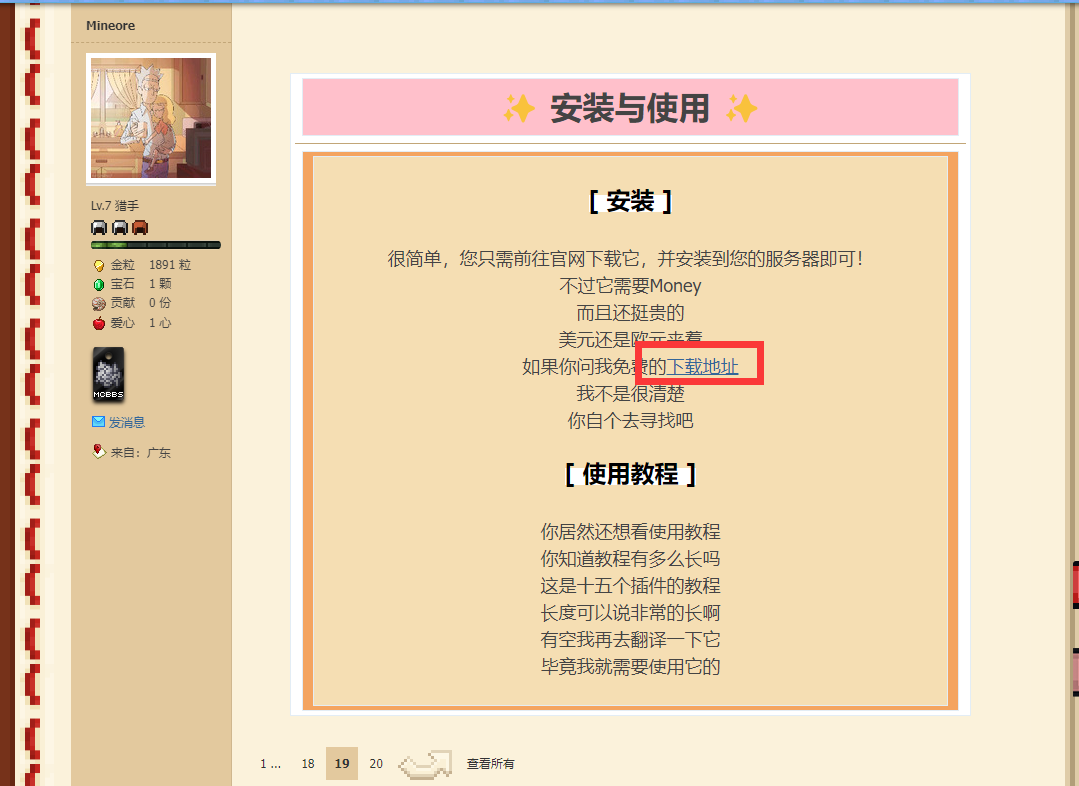 Mineore
Lv.7 猎手
金粒 1891 粒
宝石 1 颗
贡献 0 份
爱心 1 心
MCBBS
发消息
来自：广东
✨ 安装与使用 ✨
[ 安装 ]
很简单，您只需前往官网下载它，并安装到您的服务器即可！
不过它需要Money
而且还挺贵的
美元还是欧元来着
如果你问我免费的下载地址
我不是很清楚
你自个去寻找吧
[ 使用教程 ]
你居然还想看使用教程
你知道教程有多么长吗
这是十五个插件的教程
长度可以说非常的长啊
有空我再去翻译一下它
毕竟我就需要使用它的
1 ... 18 19 20 查看所有